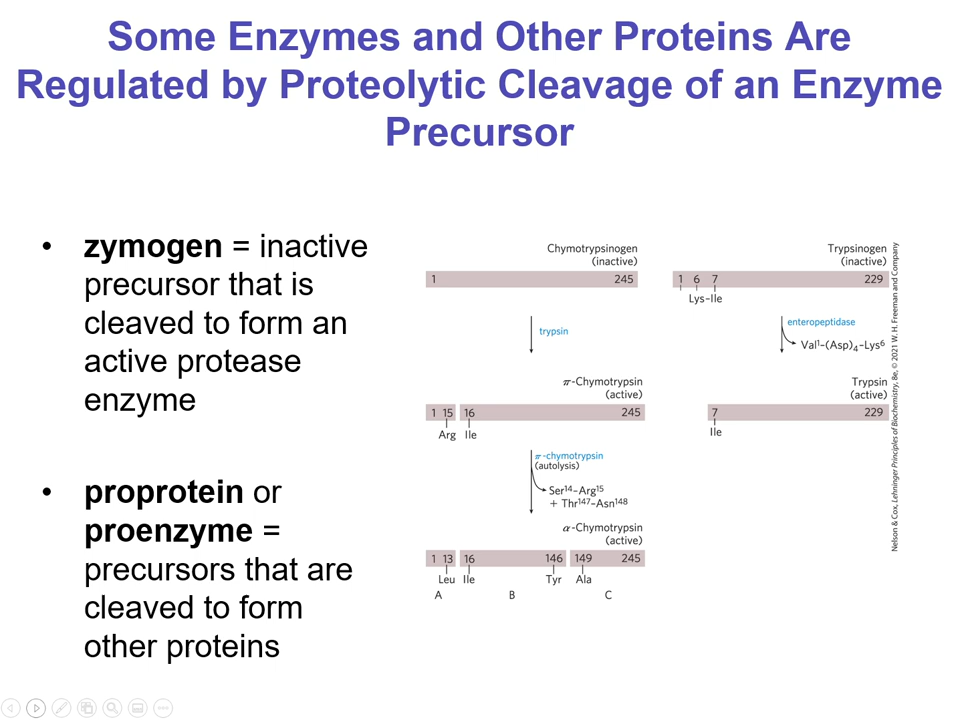 Some Enzymes and Other Proteins Are
Regulated by Proteolytic Cleavage of an Enzyme
Precursor
• zymogen = inactive
precursor that is
cleaved to form an
active protease
enzyme
• proprotein or
proenzyme =
precursors that are
cleaved to form
other proteins
Chymotrypsinogen
(inactive)
1 245
trypsin
π-Chymotrypsin
(active)
1 15 16 245
Arg Ile
π-chymotrypsin
(autolysis)
Ser¹⁴–Arg¹⁵
+ Thr¹⁴⁷–Asn¹⁴⁸
α-Chymotrypsin
(active)
1 13 16 146 149 245
Leu Ile Tyr Ala
A B C
Trypsinogen
(inactive)
1 6 7 229
Lys–Ile
enteropeptidase
Val¹–(Asp)₄–Lys⁶
Trypsin
(active)
7 229
Ile
Nelson & Cox, Lehninger Principles of Biochemistry, 8e, © 2021 W. H. Freeman and Company